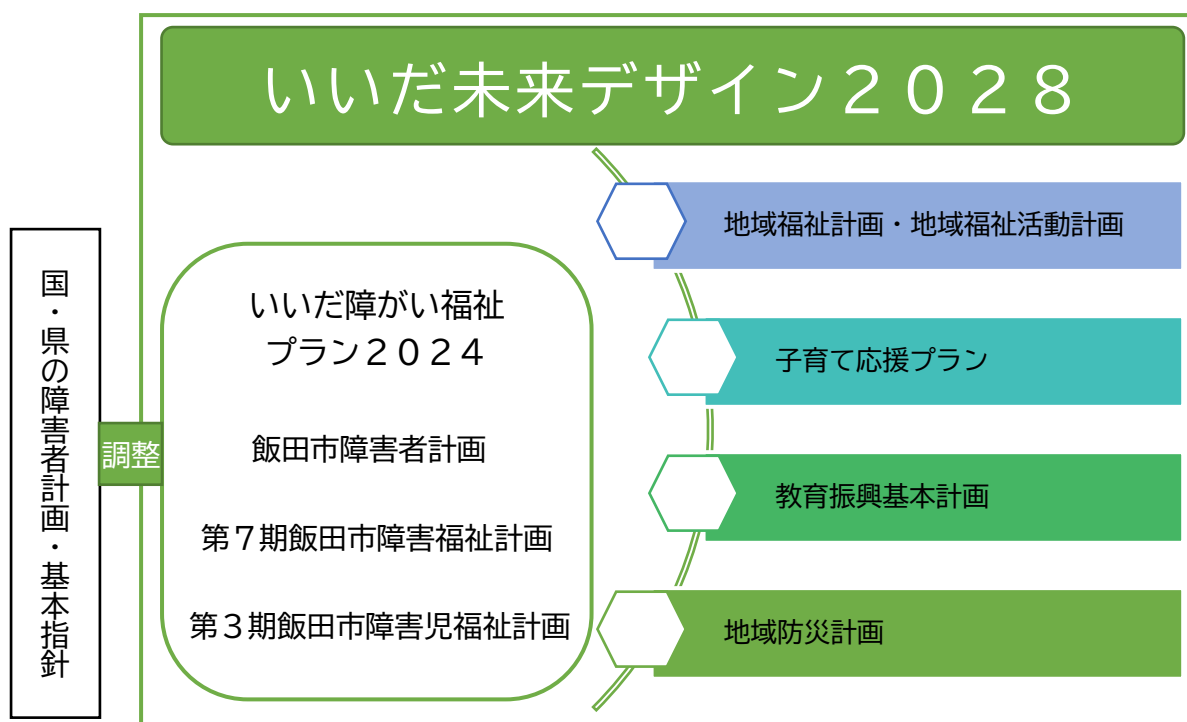 いいだ未来デザイン２０２８
国・県の障害者計画・基本指針
調整
いいだ障がい福祉
プラン２０２４
飯田市障害者計画
第７期飯田市障害福祉計画
第３期飯田市障害児福祉計画
地域福祉計画・地域福祉活動計画
子育て応援プラン
教育振興基本計画
地域防災計画